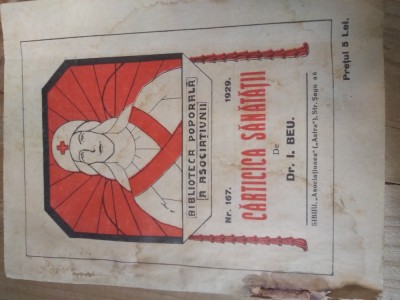 BIBLIOTECA POPORALĂ
A ASOCIAȚIUNII
Nr. 167. 1929.
CĂRTICICA SĂNĂTĂȚII
De
Dr. I. BEU.
SIBIIU, „Asociațiunea" („Astra"), Str. Șaguna 6
Prețul 5 Lei.